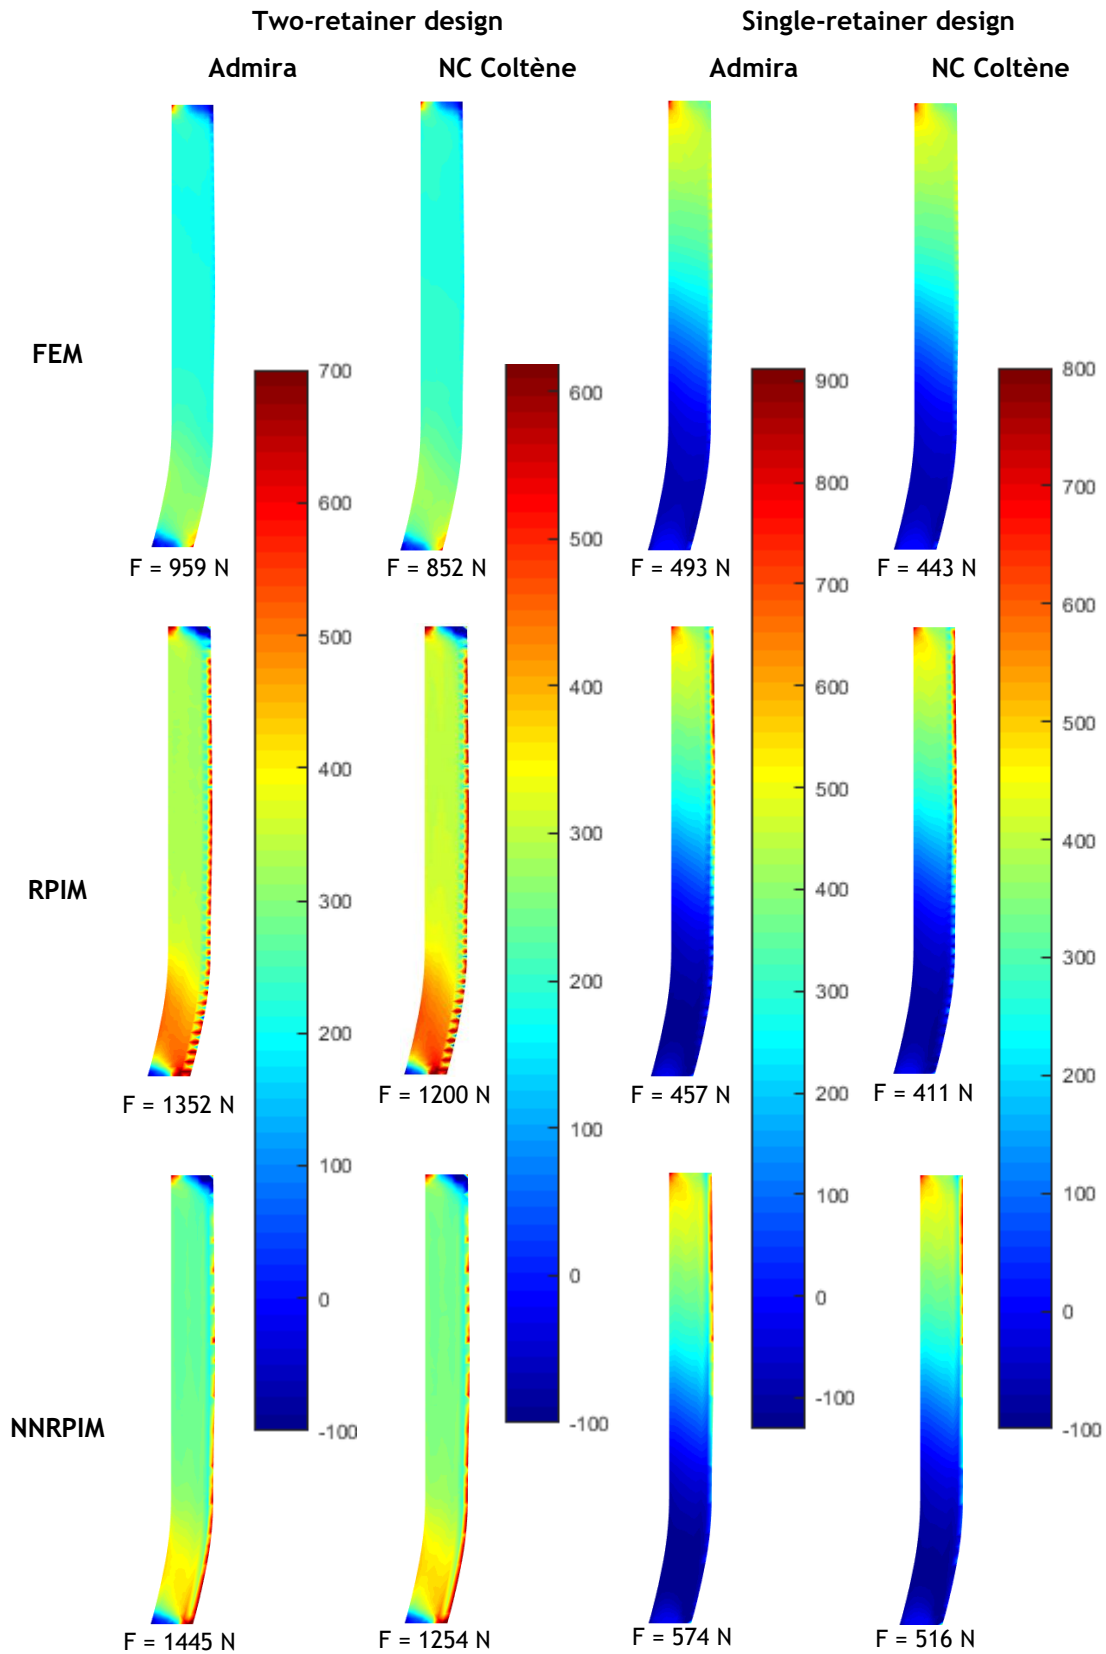 Two-retainer design Single-retainer design
Admira NC Coltène Admira NC Coltène
FEM
700 600 500 400 300 200 100 0 -100
600 500 400 300 200 100 0 -100
900 800 700 600 500 400 300 200 100 0 -100
800 700 600 500 400 300 200 100 0 -100
F = 959 N F = 852 N F = 493 N F = 443 N
RPIM
F = 1352 N F = 1200 N F = 457 N F = 411 N
NNRPIM
F = 1445 N F = 1254 N F = 574 N F = 516 N